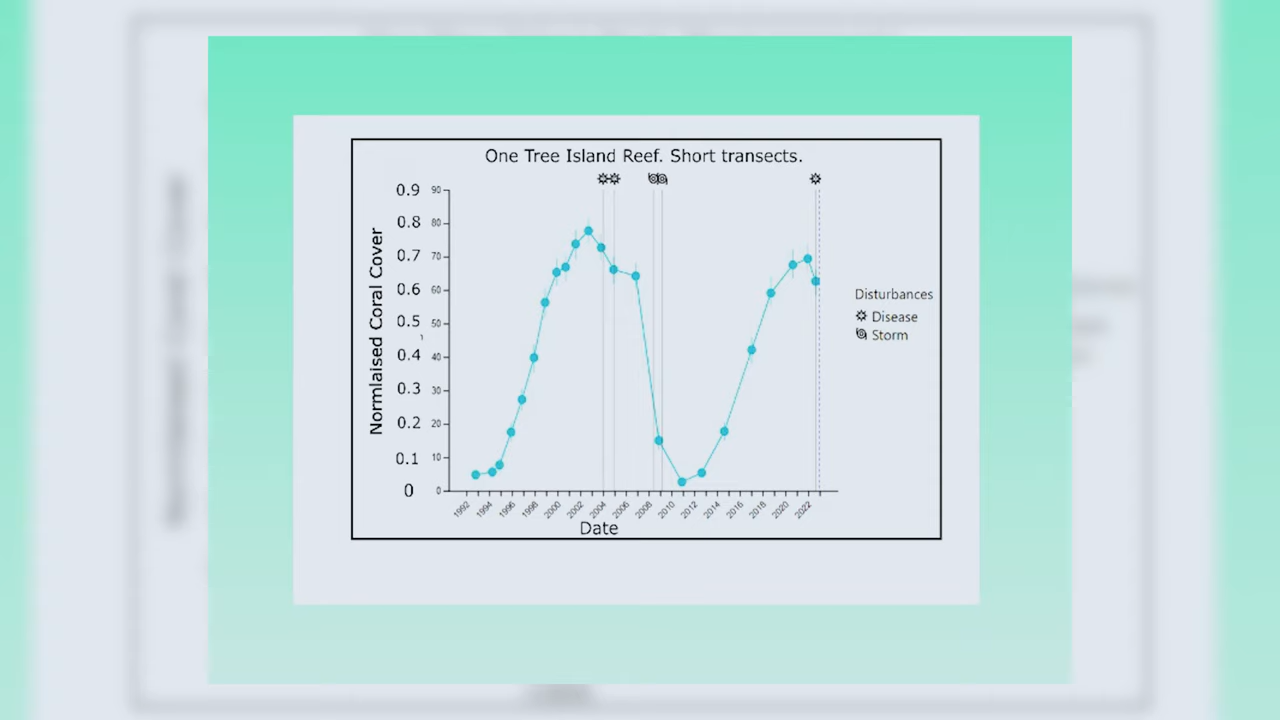 One Tree Island Reef. Short transects.
Normlaised Coral Cover
0.9 90
0.8 80
0.7 70
0.6 60
0.5 50
0.4 40
0.3 30
0.2 20
0.1 10
0 0
1992 1994 1996 1998 2000 2002 2004 2006 2008 2010 2012 2014 2016 2018 2020 2022
Date
Disturbances
Disease
Storm